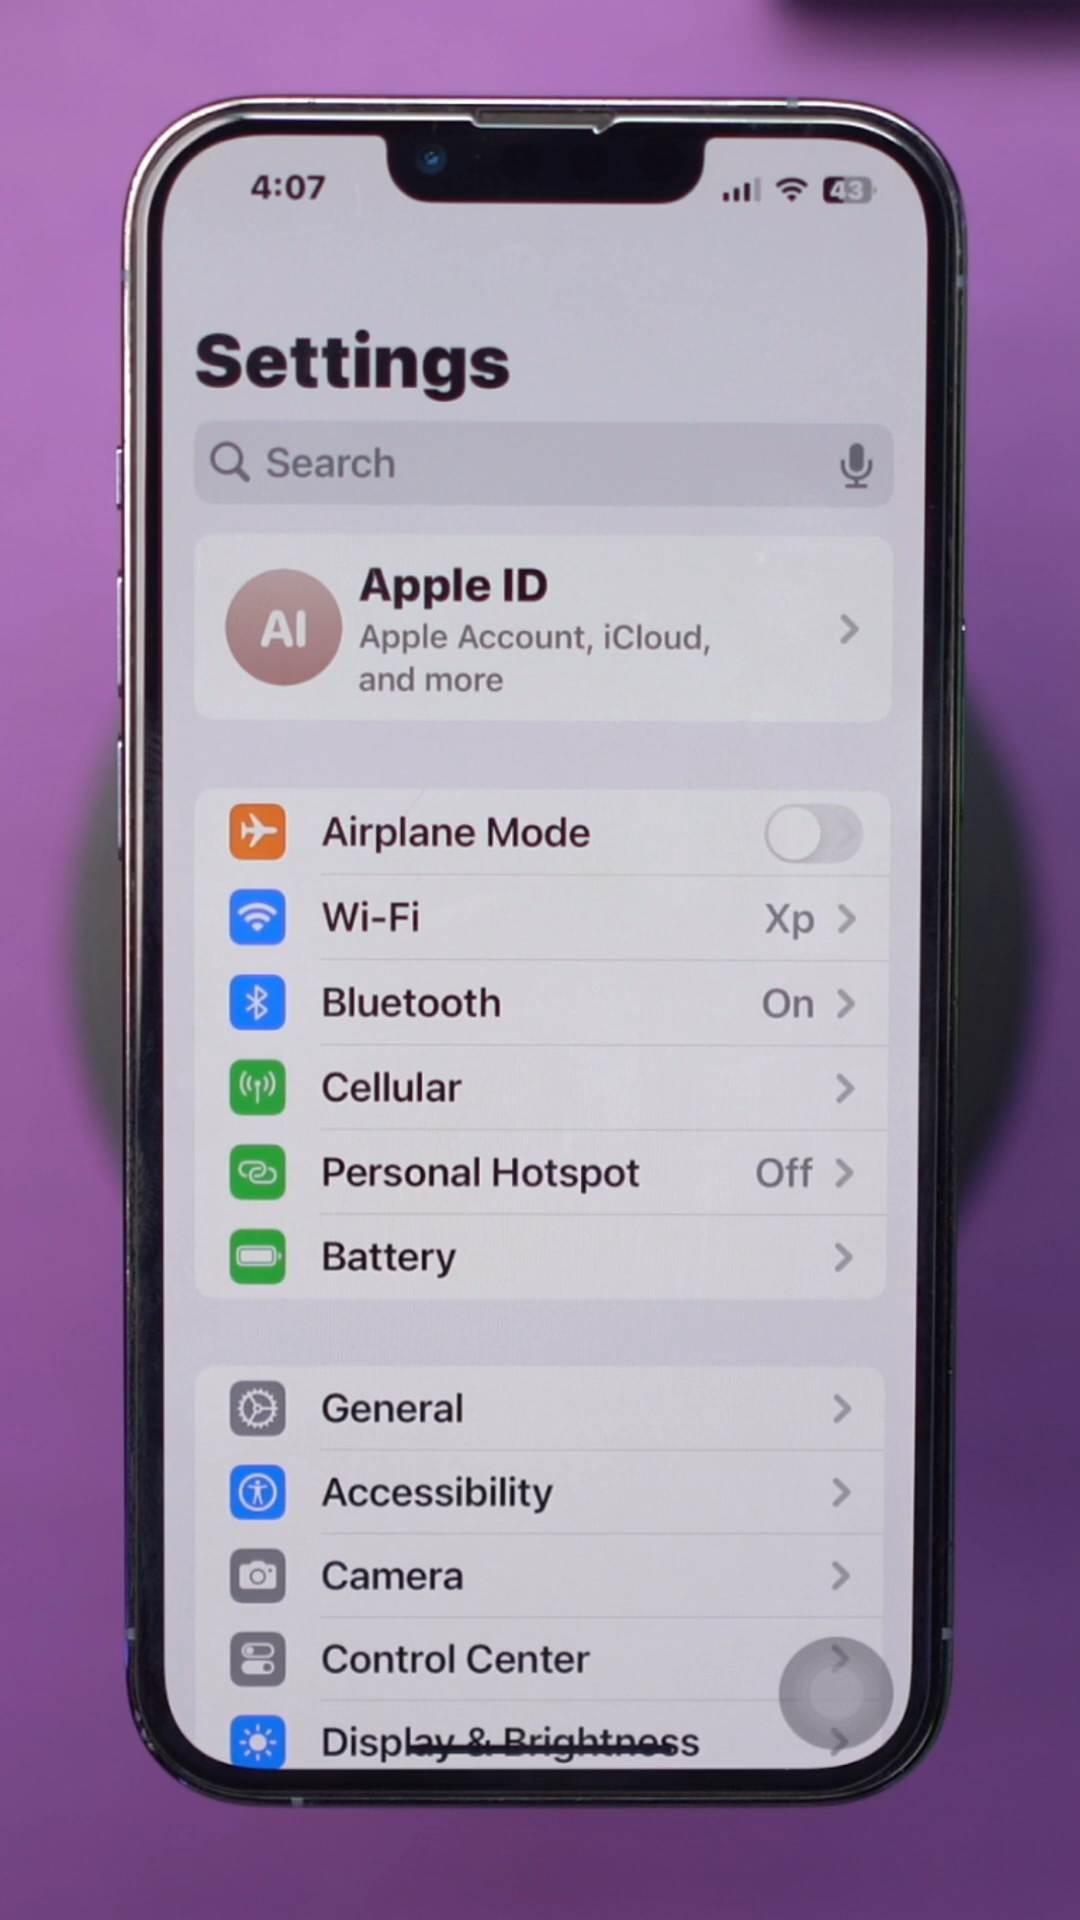 4:07
43
Settings
Search
AI
Apple ID
Apple Account, iCloud,
and more
Airplane Mode
Wi-Fi Xp
Bluetooth On
Cellular
Personal Hotspot Off
Battery
General
Accessibility
Camera
Control Center
Display & Brightness